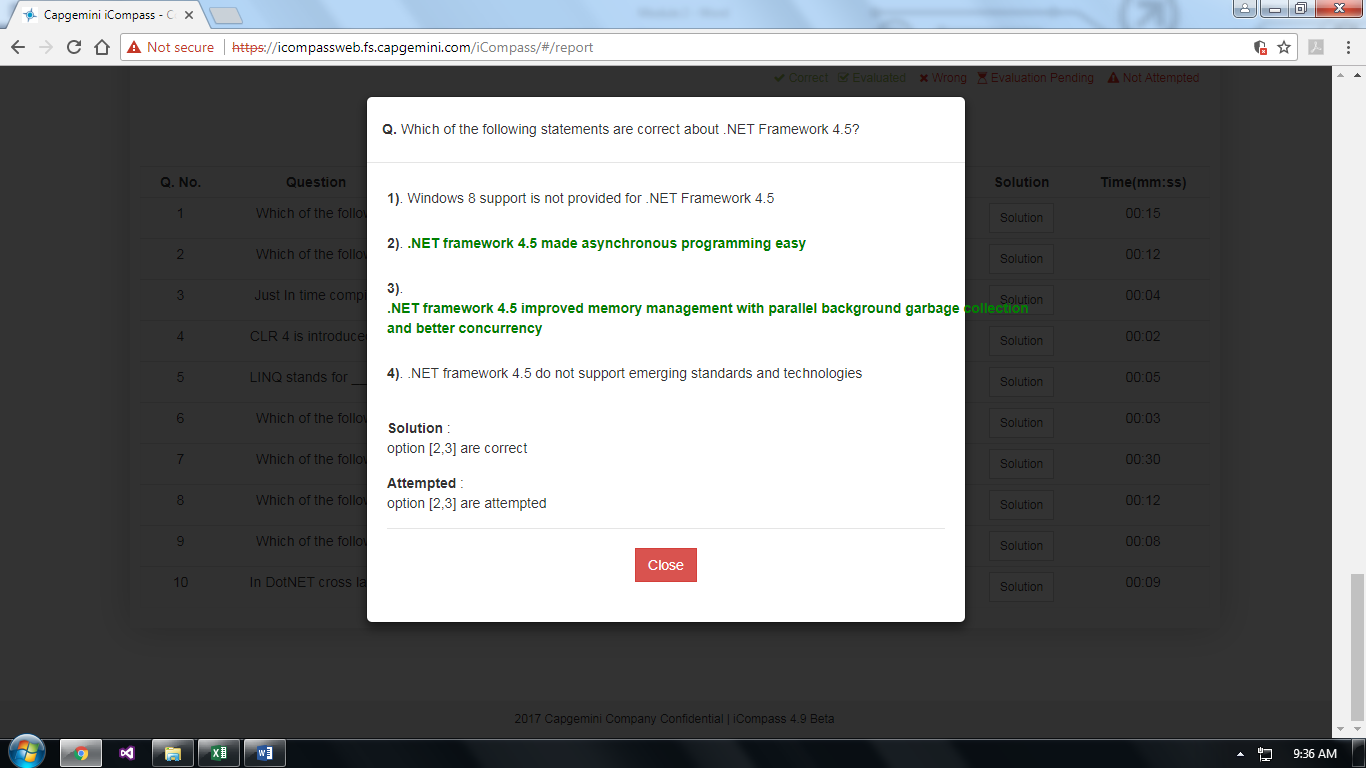 Capgemini iCompass - C
Not secure | https://icompassweb.fs.capgemini.com/iCompass/#/report
Correct Evaluated Wrong Evaluation Pending Not Attempted
Q. Which of the following statements are correct about .NET Framework 4.5?
Q. No. Question Solution Time(mm:ss)
1). Windows 8 support is not provided for .NET Framework 4.5
1 Which of the follow Solution 00:15
2). .NET framework 4.5 made asynchronous programming easy
2 Which of the follow Solution 00:12
3).
3 Just In time compi Solution 00:04
.NET framework 4.5 improved memory management with parallel background garbage collection
and better concurrency
4 CLR 4 is introduce Solution 00:02
4). .NET framework 4.5 do not support emerging standards and technologies
5 LINQ stands for __ Solution 00:05
6 Which of the follow Solution 00:03
Solution :
option [2,3] are correct
7 Which of the follow Solution 00:30
Attempted :
option [2,3] are attempted
8 Which of the follow Solution 00:12
9 Which of the follow Solution 00:08
Close
10 In DotNET cross la Solution 00:09
2017 Capgemini Company Confidential | iCompass 4.9 Beta
9:36 AM